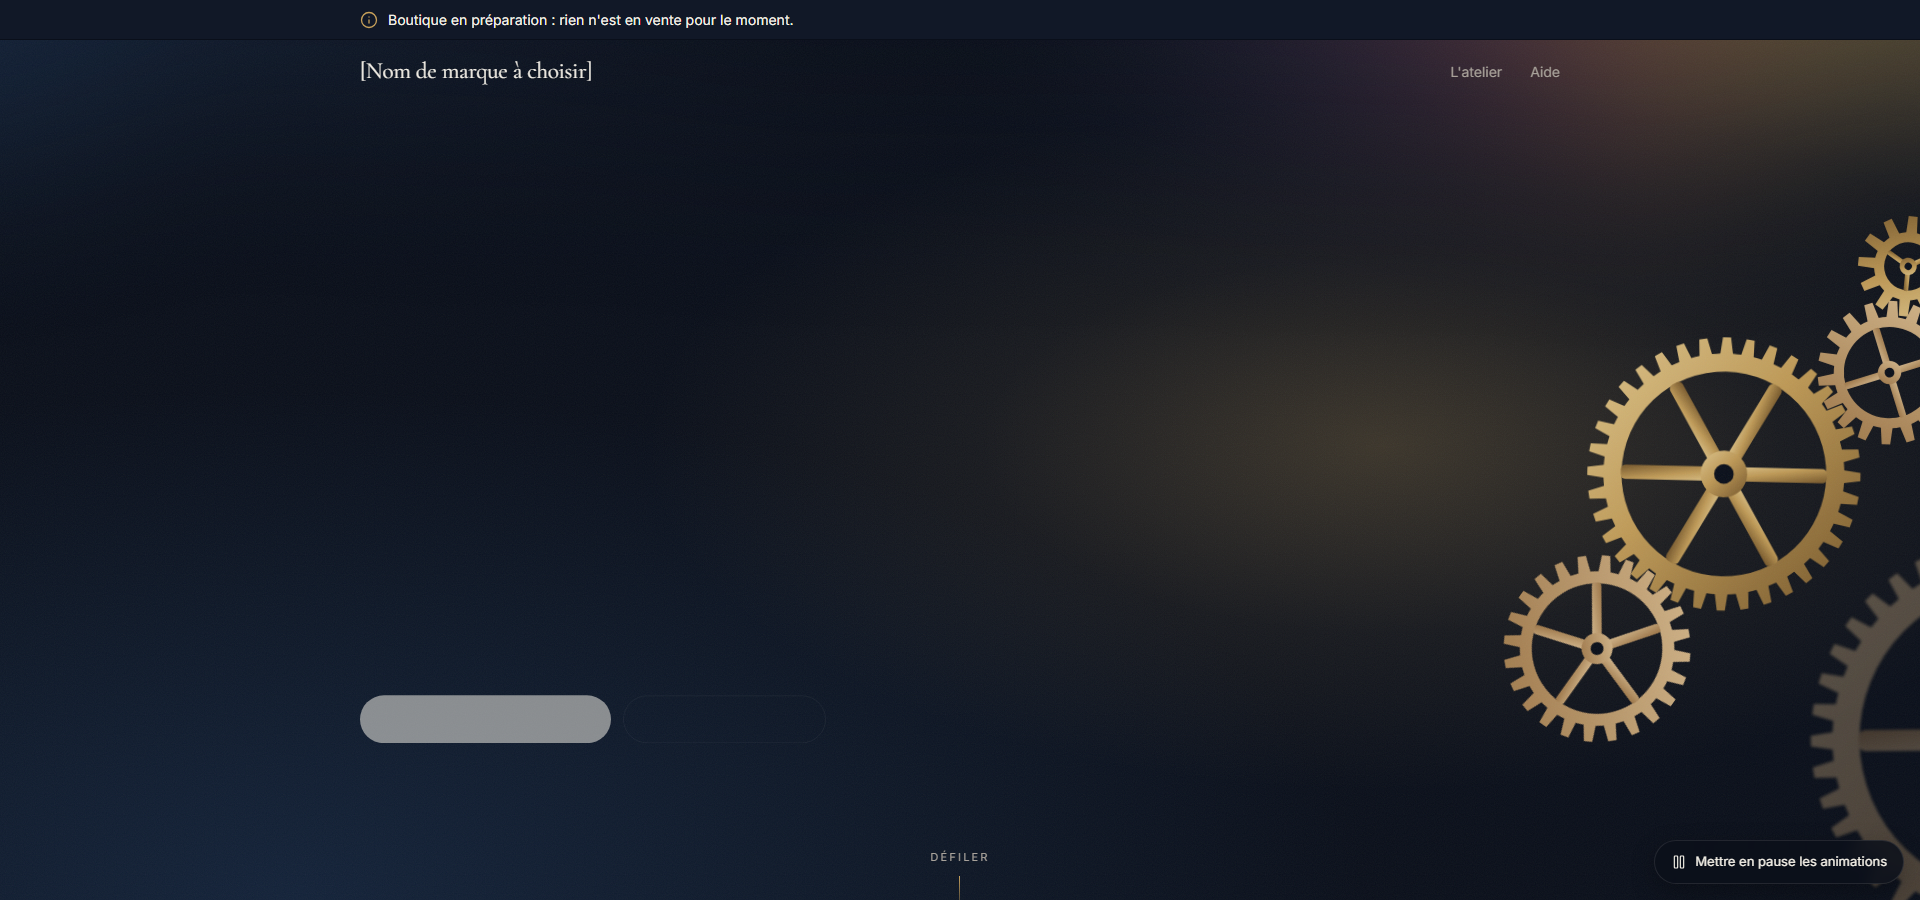 Boutique en préparation : rien n'est en vente pour le moment.
[Nom de marque à choisir]
L'atelier
Aide
DÉFILER
Mettre en pause les animations